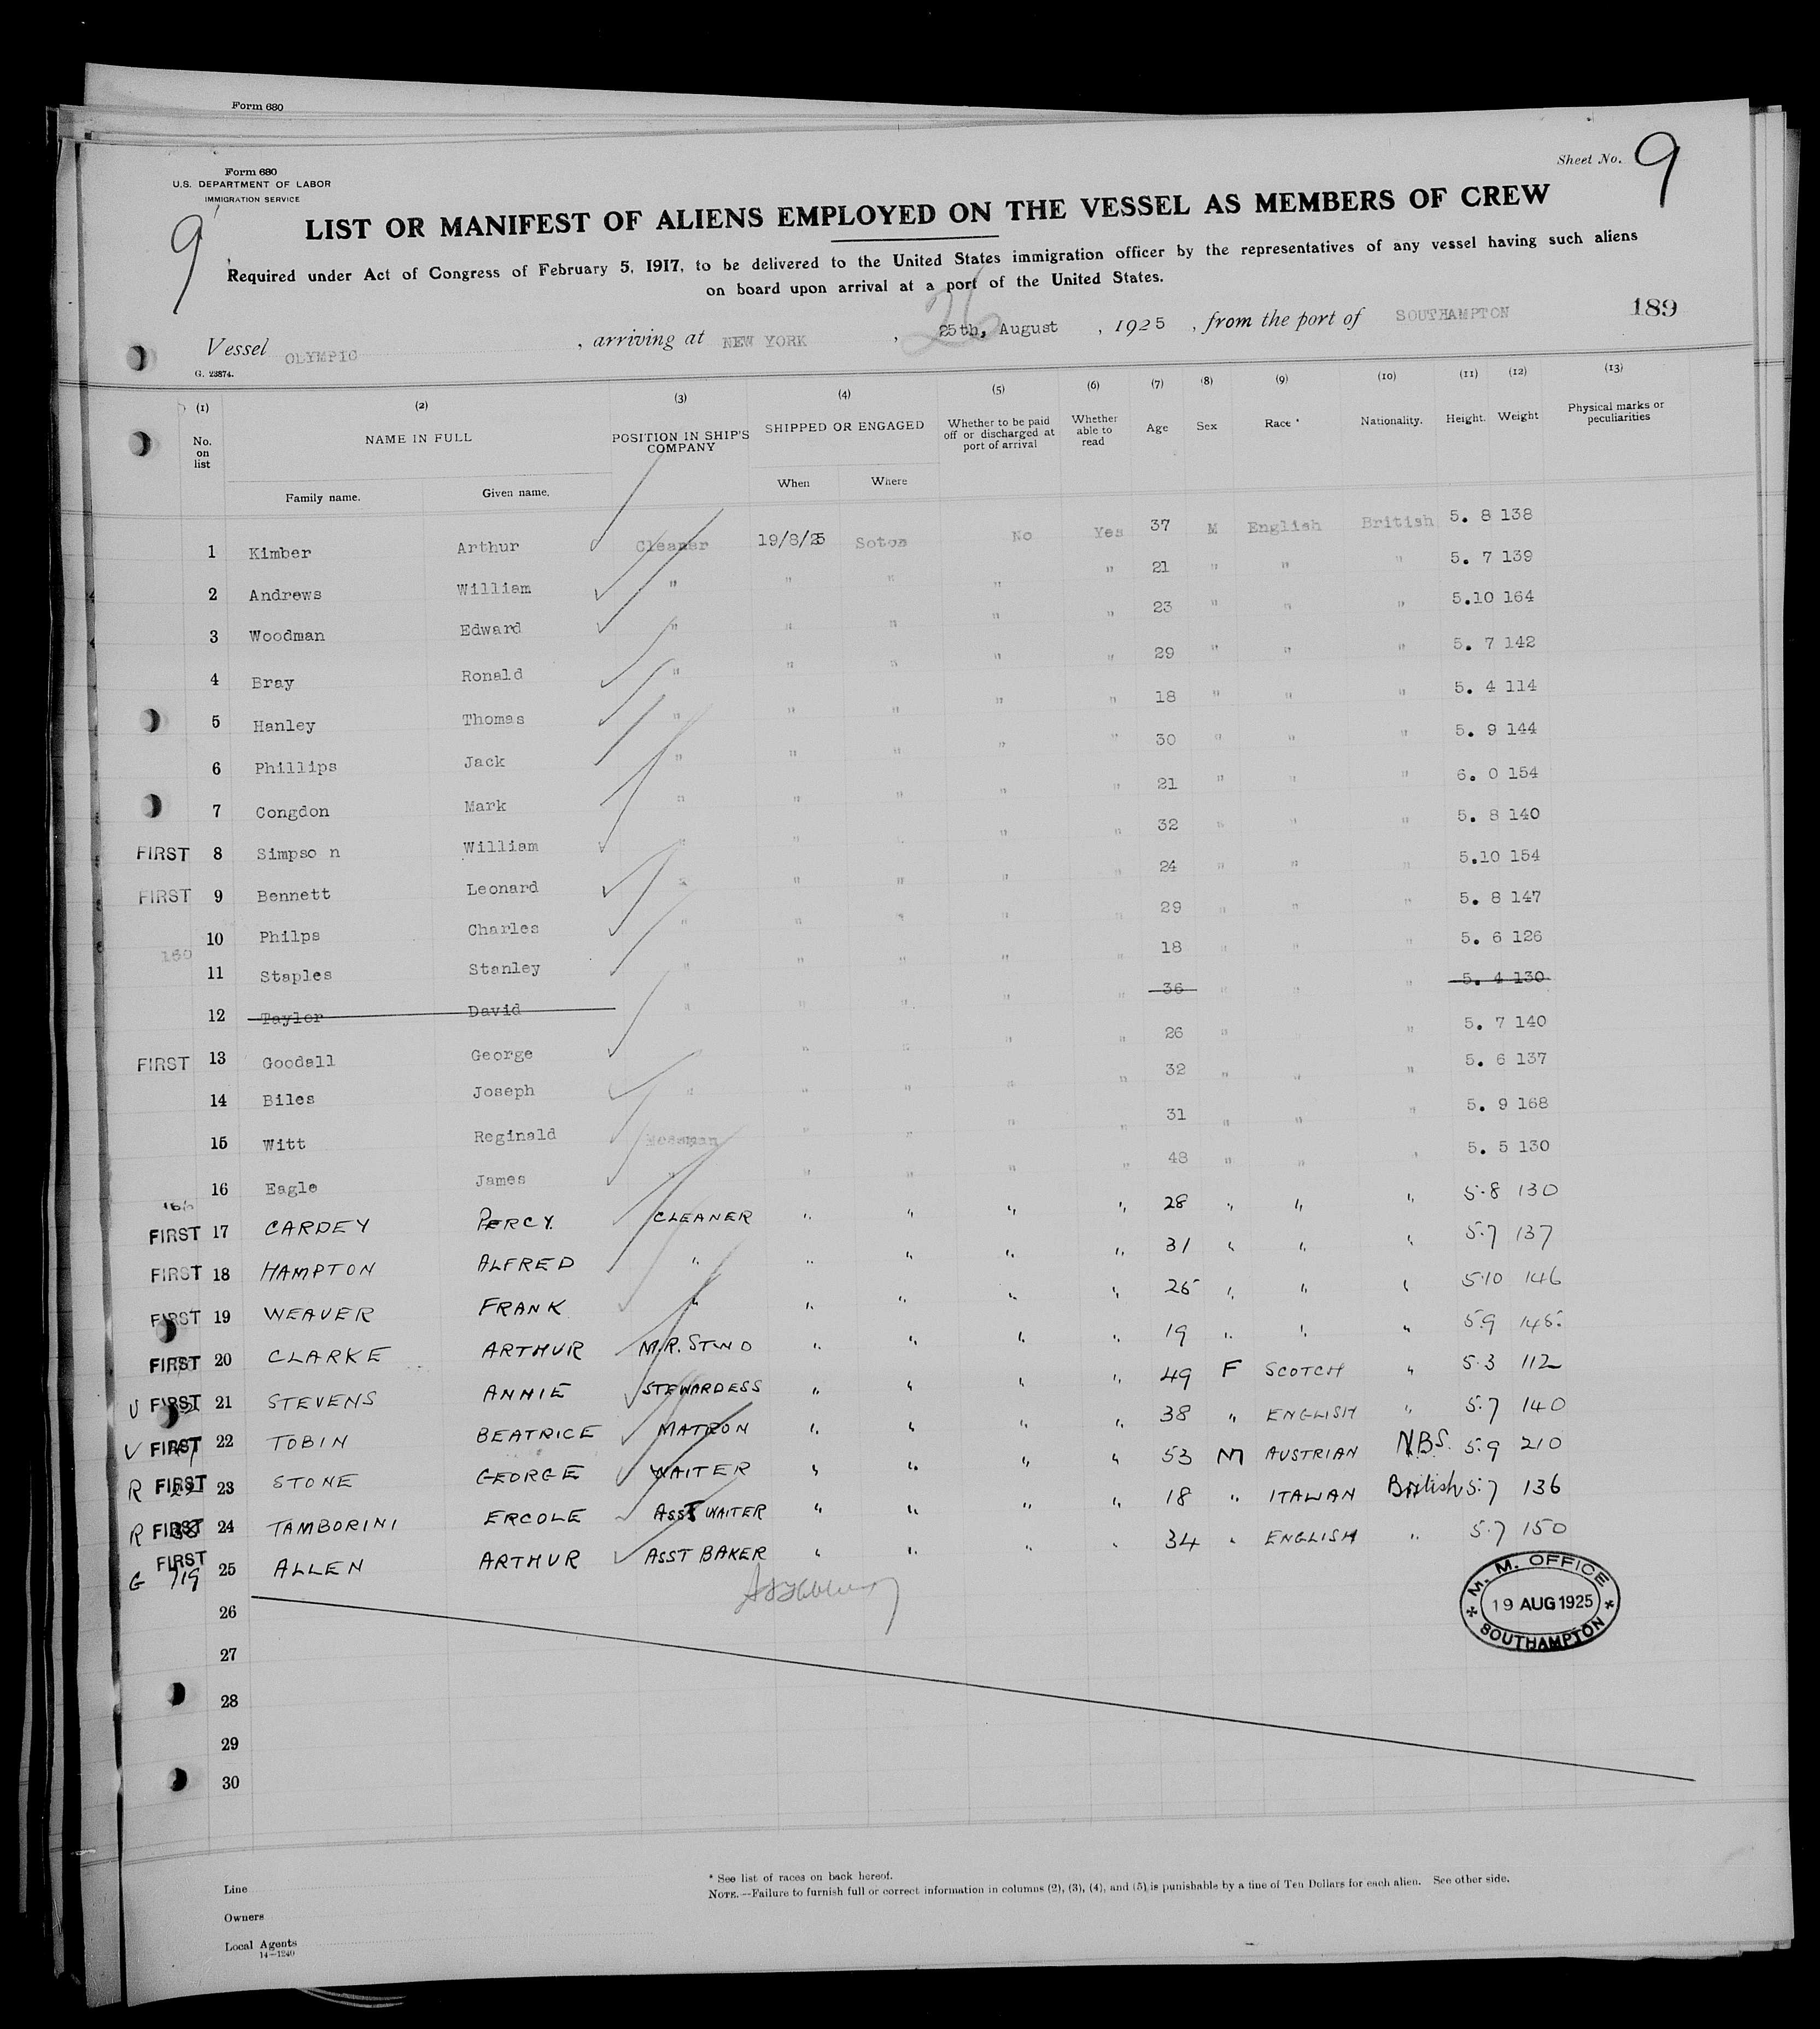 Form 680
Form 680
U.S. DEPARTMENT OF LABOR
IMMIGRATION SERVICE
Sheet No. 9
9
LIST OR MANIFEST OF ALIENS EMPLOYED ON THE VESSEL AS MEMBERS OF CREW
Required under Act of Congress of February 5, 1917, to be delivered to the United States immigration officer by the representatives of any vessel having such aliens
on board upon arrival at a port of the United States.
26
189
Vessel OLYMPIC , arriving at NEW YORK , 25th, August , 1925 , from the port of SOUTHAMPTON
G. 23874.
(1) (2) (3) (4) (5) (6) (7) (8) (9) (10) (11) (12) (13)
No. on list NAME IN FULL POSITION IN SHIP'S COMPANY SHIPPED OR ENGAGED Whether to be paid off or discharged at port of arrival Whether able to read Age Sex Race * Nationality. Height. Weight Physical marks or peculiarities
Family name. Given name. When Where
1 Kimber Arthur Cleaner 19/8/25 Soton No Yes 37 M English British 5. 8 138
2 Andrews William " " " " " 21 " " " 5. 7 139
3 Woodman Edward " " " " " 23 " " " 5.10 164
4 Bray Ronald " " " " " 29 " " " 5. 7 142
5 Hanley Thomas " " " " " 18 " " " 5. 4 114
6 Phillips Jack " " " " " 30 " " " 5. 9 144
7 Congdon Mark " " " " " 21 " " " 6. 0 154
FIRST 8 Simpso n William " " " " " 32 " " " 5. 8 140
FIRST 9 Bennett Leonard " " " " " 24 " " " 5.10 154
10 Philps Charles " " " " " 29 " " " 5. 8 147
160
11 Staples Stanley " " " " " 18 " " " 5. 6 126
12 Taylor David " " " " " 36 " " " 5. 4 130
FIRST 13 Goodall George " " " " 26 " " 5. 7 140
14 Biles Joseph " " " " " 32 " " " 5. 6 137
15 Witt Reginald Messman " " " " 31 " " " 5. 9 168
16 Eagle James " " " " " 48 " " " 5. 5 130
FIRST 17 CARDEY PERCY. CLEANER " " " " 28 " " " 5.8 130
FIRST 18 HAMPTON ALFRED " " " " " 31 " " " 5.7 137
FIRST 19 WEAVER FRANK " " " " " 25 " " " 5.10 146
FIRST 20 CLARKE ARTHUR M.R. STWD " " " " 19 " " " 5.9 145
U FIRST 21 STEVENS ANNIE STEWARDESS " " " " 49 F SCOTCH " 5.3 112
V FIRST 22 TOBIN BEATRICE MATRON " " " " 38 " ENGLISH " 5.7 140
R FIRST 23 STONE GEORGE WAITER " " " " 53 M AUSTRIAN N.B.S. 5.9 210
R FIRST 24 TAMBORINI ERCOLE ASST WAITER " " " " 18 " ITALIAN British 5.7 136
FIRST
G 719 25 ALLEN ARTHUR ASST BAKER " " " " 34 " ENGLISH " 5.7 150
26
27
28
29
30
M. M. OFFICE
19 AUG 1925
SOUTHAMPTON
Line
Owners
Local Agents
14—1240
* See list of races on back hereof.
NOTE.—Failure to furnish full or correct information in columns (2), (3), (4), and (5) is punishable by a fine of Ten Dollars for each alien. See other side.